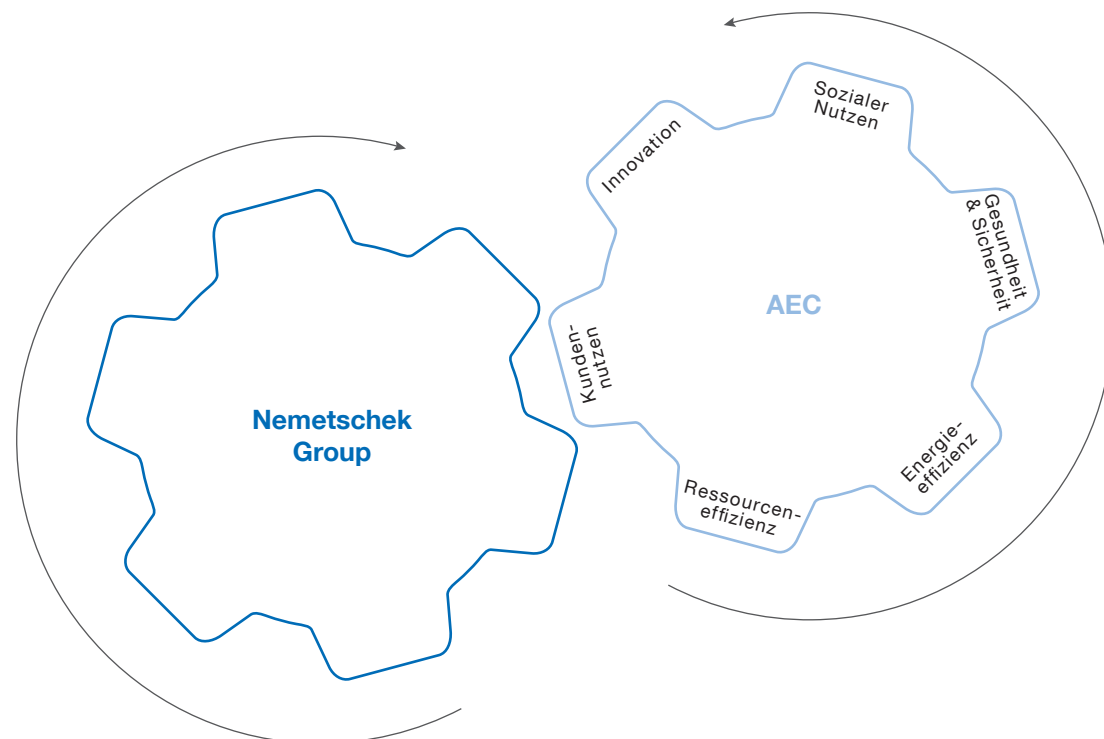 Sozialer
Nutzen
Innovation
Gesundheit
& Sicherheit
AEC
Kunden-
nutzen
Nemetschek
Group
Energie-
effizienz
Ressourcen-
effizienz